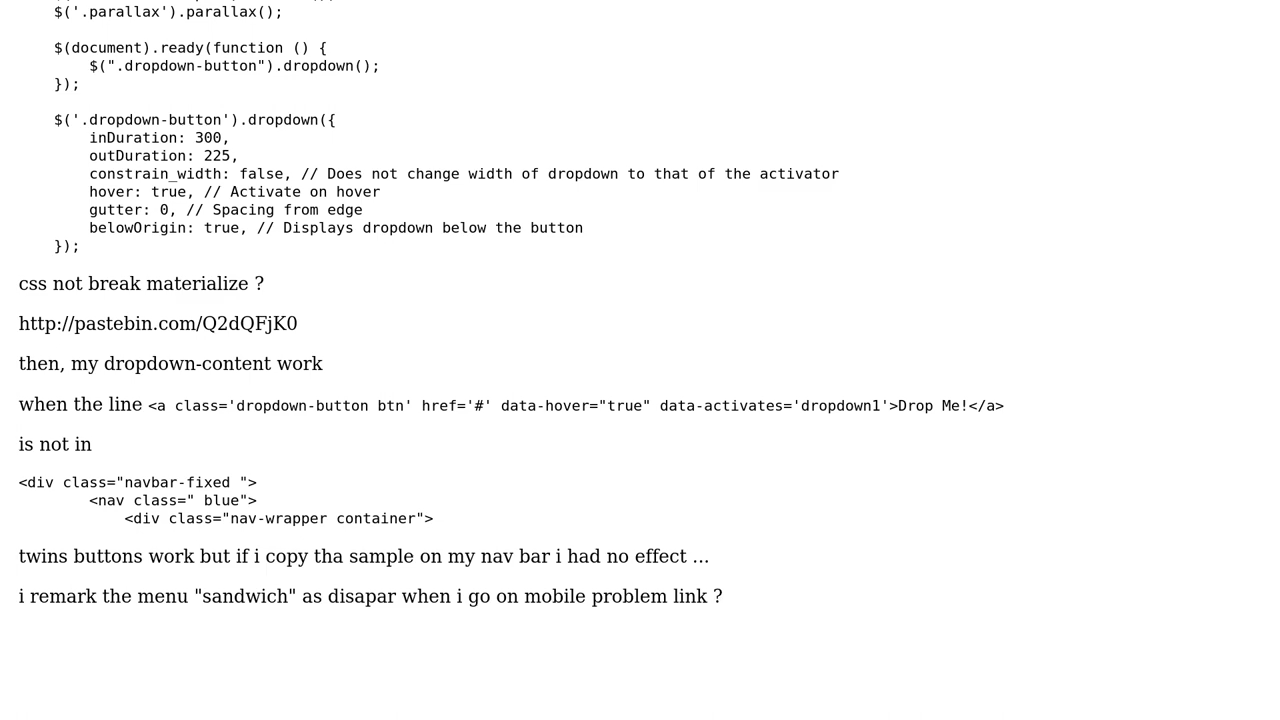 $('.parallax').parallax();
$(document).ready(function () {
$(".dropdown-button").dropdown();
});
$('.dropdown-button').dropdown({
inDuration: 300,
outDuration: 225,
constrain_width: false, // Does not change width of dropdown to that of the activator
hover: true, // Activate on hover
gutter: 0, // Spacing from edge
belowOrigin: true, // Displays dropdown below the button
});
css not break materialize ?
http://pastebin.com/Q2dQFjK0
then, my dropdown-content work
when the line <a class='dropdown-button btn' href='#' data-hover="true" data-activates='dropdown1'>Drop Me!</a>
is not in
<div class="navbar-fixed ">
<nav class=" blue">
<div class="nav-wrapper container">
twins buttons work but if i copy tha sample on my nav bar i had no effect ...
i remark the menu "sandwich" as disapar when i go on mobile problem link ?